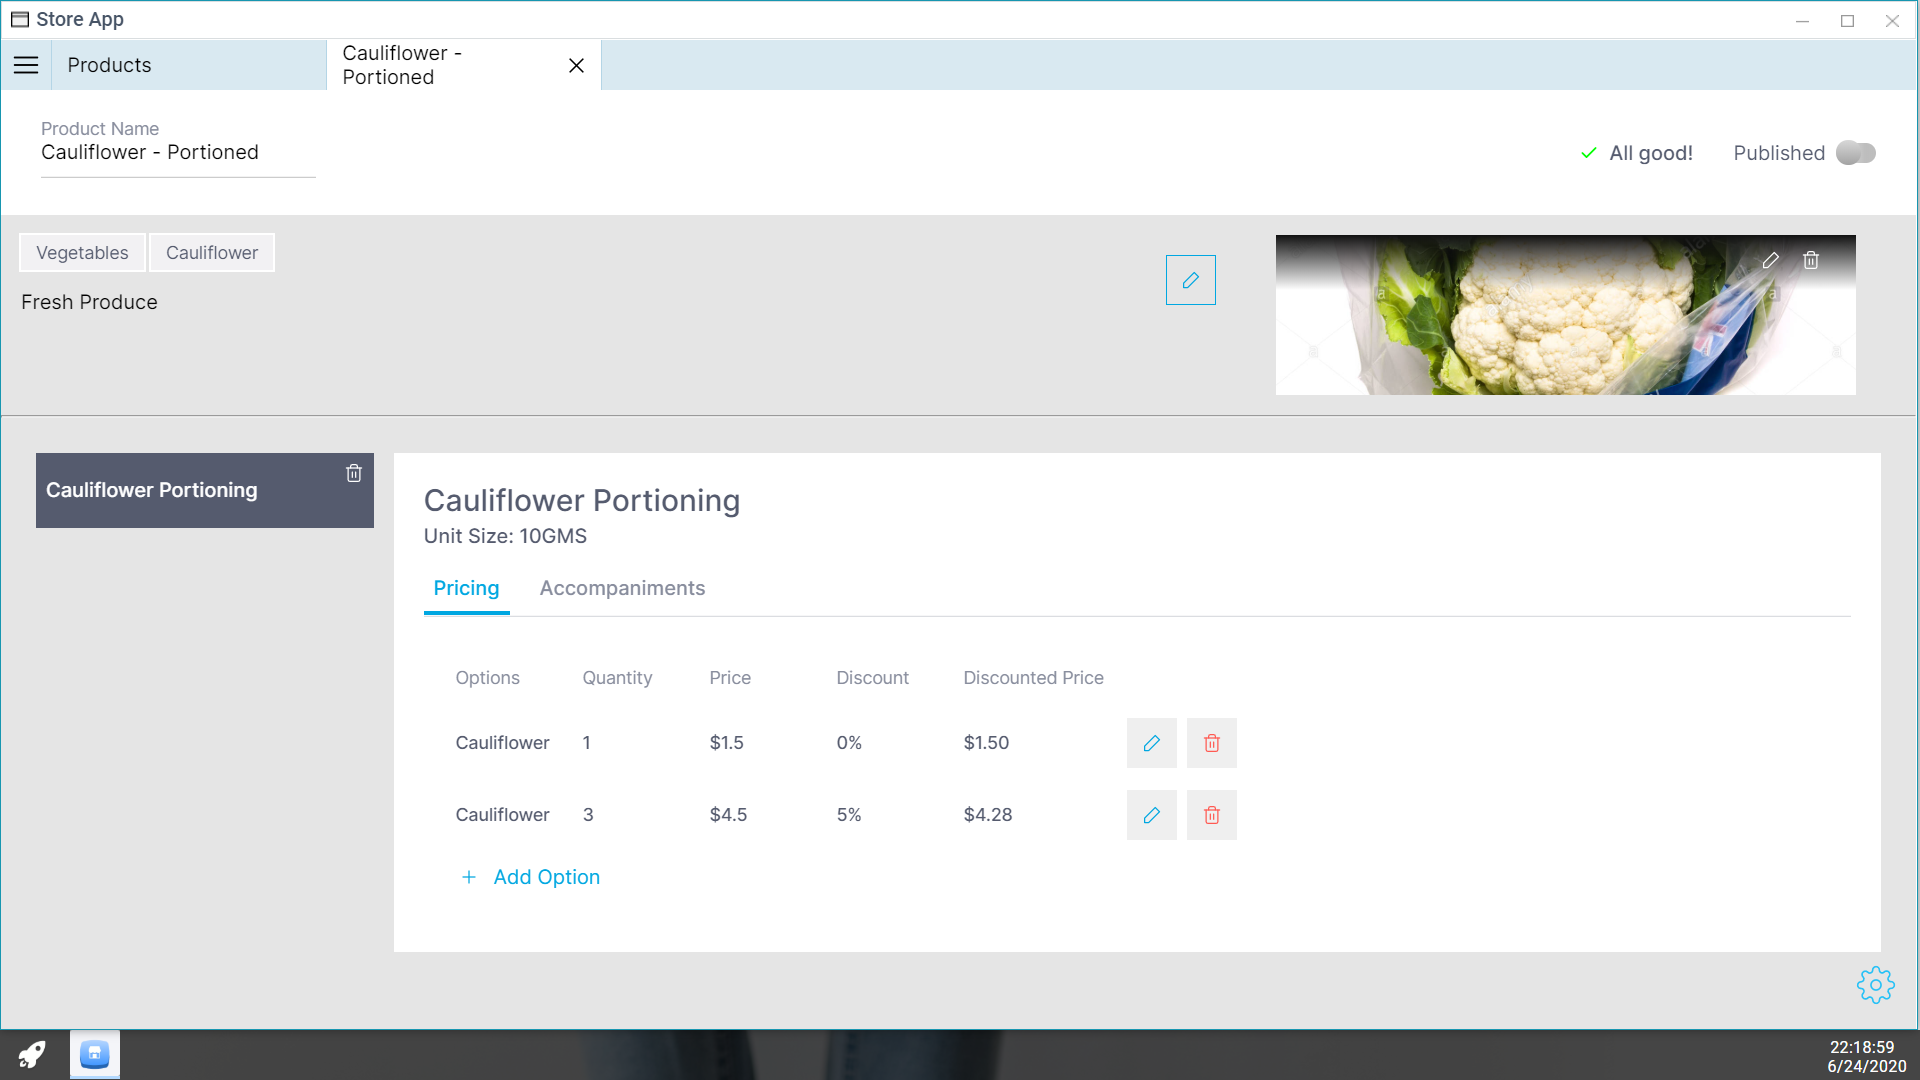 Store App
Products
Cauliflower -
Portioned
Product Name
Cauliflower - Portioned
All good!
Published
Vegetables
Cauliflower
Fresh Produce
a
a
a
a
Cauliflower Portioning
Cauliflower Portioning
Unit Size: 10GMS
Pricing
Accompaniments
Options Quantity Price Discount Discounted Price
Cauliflower 1 $1.5 0% $1.50
Cauliflower 3 $4.5 5% $4.28
+ Add Option
22:18:59
6/24/2020